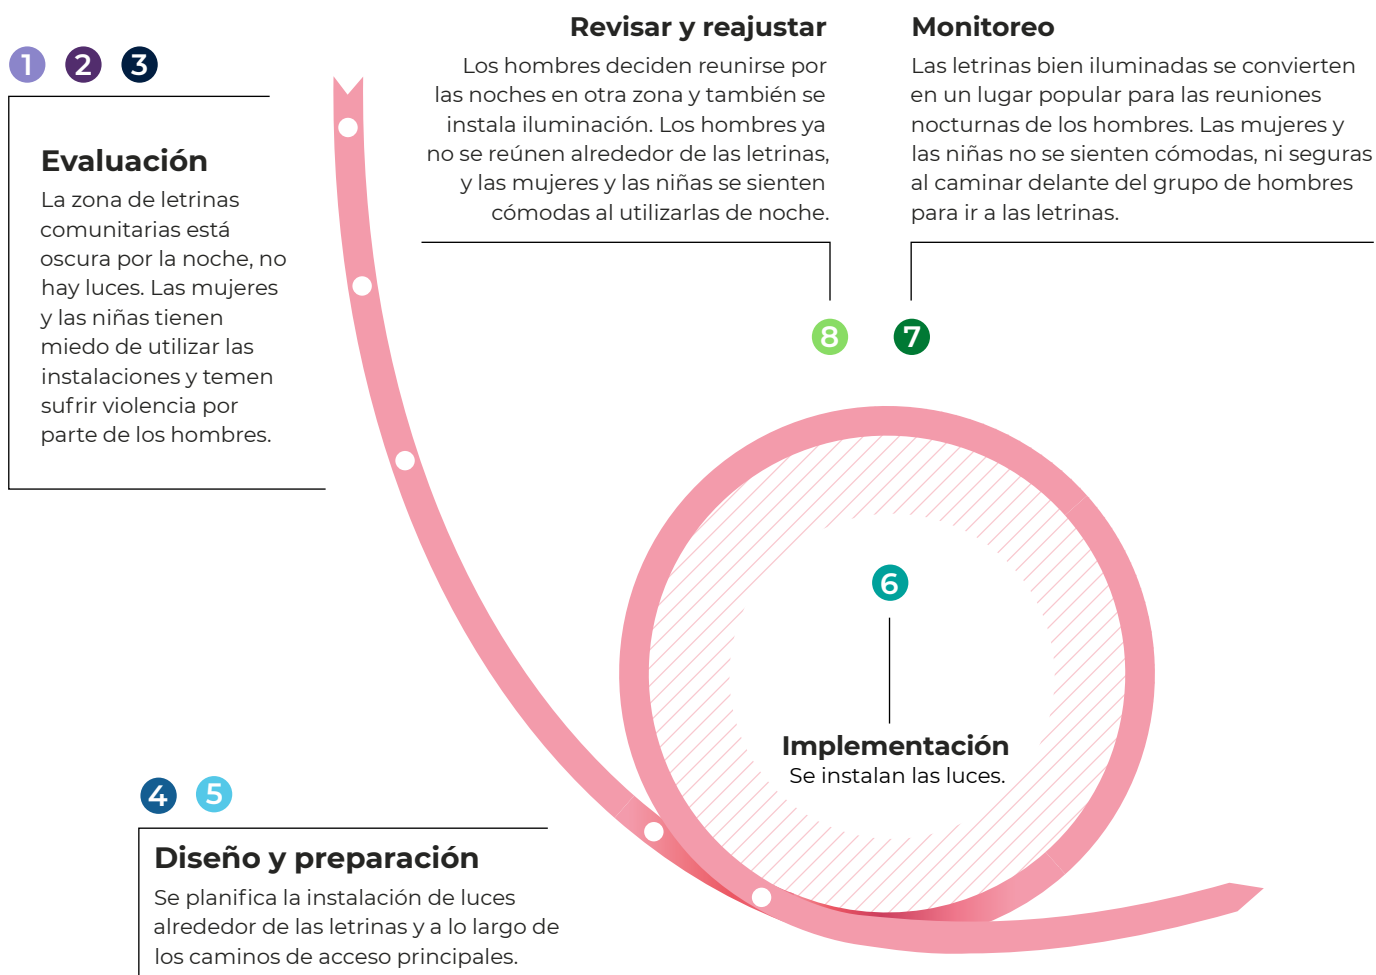 1 2 3
Evaluación
La zona de letrinas
comunitarias está
oscura por la noche, no
hay luces. Las mujeres
y las niñas tienen
miedo de utilizar las
instalaciones y temen
sufrir violencia por
parte de los hombres.
Revisar y reajustar
Los hombres deciden reunirse por
las noches en otra zona y también se
instala iluminación. Los hombres ya
no se reúnen alrededor de las letrinas,
y las mujeres y las niñas se sienten
cómodas al utilizarlas de noche.
8
Monitoreo
Las letrinas bien iluminadas se convierten
en un lugar popular para las reuniones
nocturnas de los hombres. Las mujeres y
las niñas no se sienten cómodas, ni seguras
al caminar delante del grupo de hombres
para ir a las letrinas.
7
6
Implementación
Se instalan las luces.
4 5
Diseño y preparación
Se planifica la instalación de luces
alrededor de las letrinas y a lo largo de
los caminos de acceso principales.